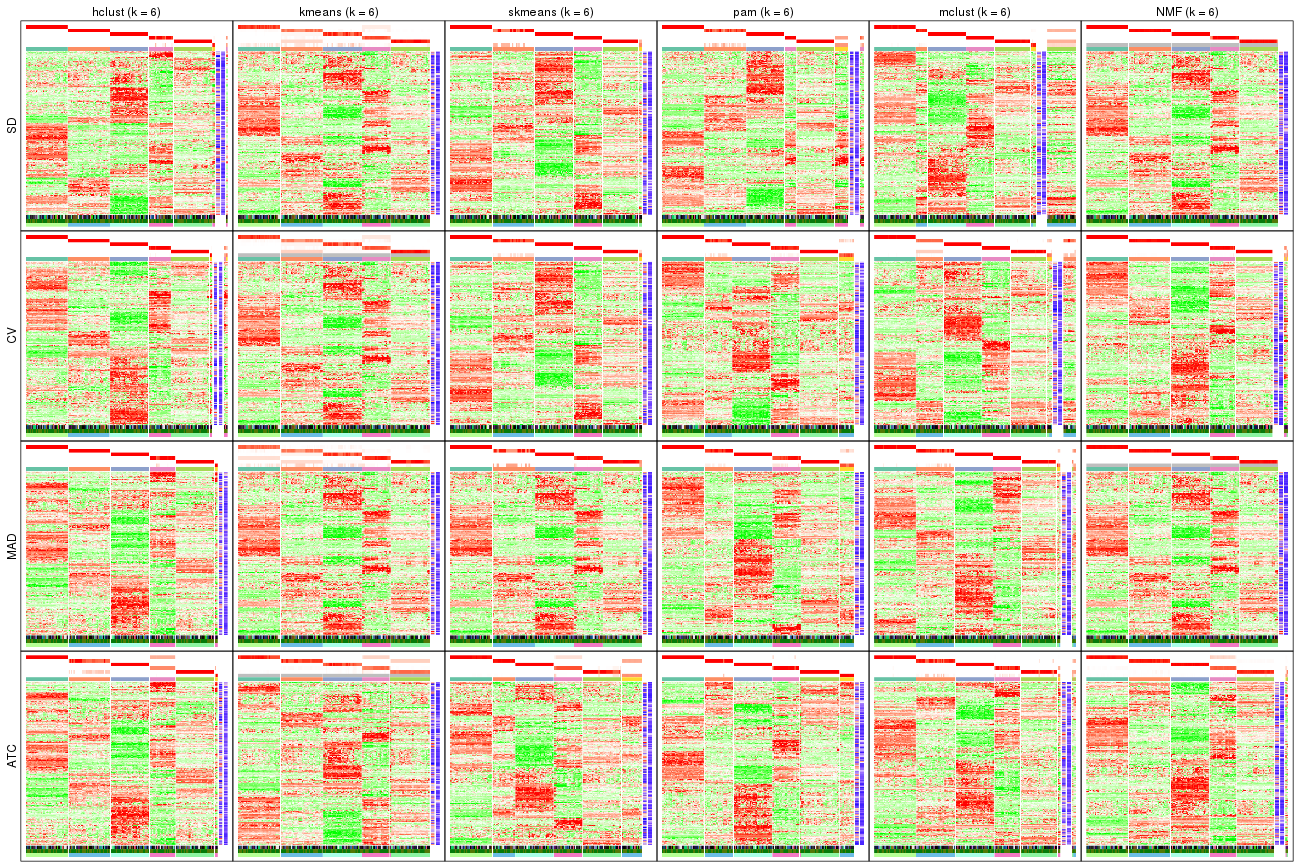 hclust (k = 6)
kmeans (k = 6)
skmeans (k = 6)
pam (k = 6)
mclust (k = 6)
NMF (k = 6)
SD
CV
MAD
ATC